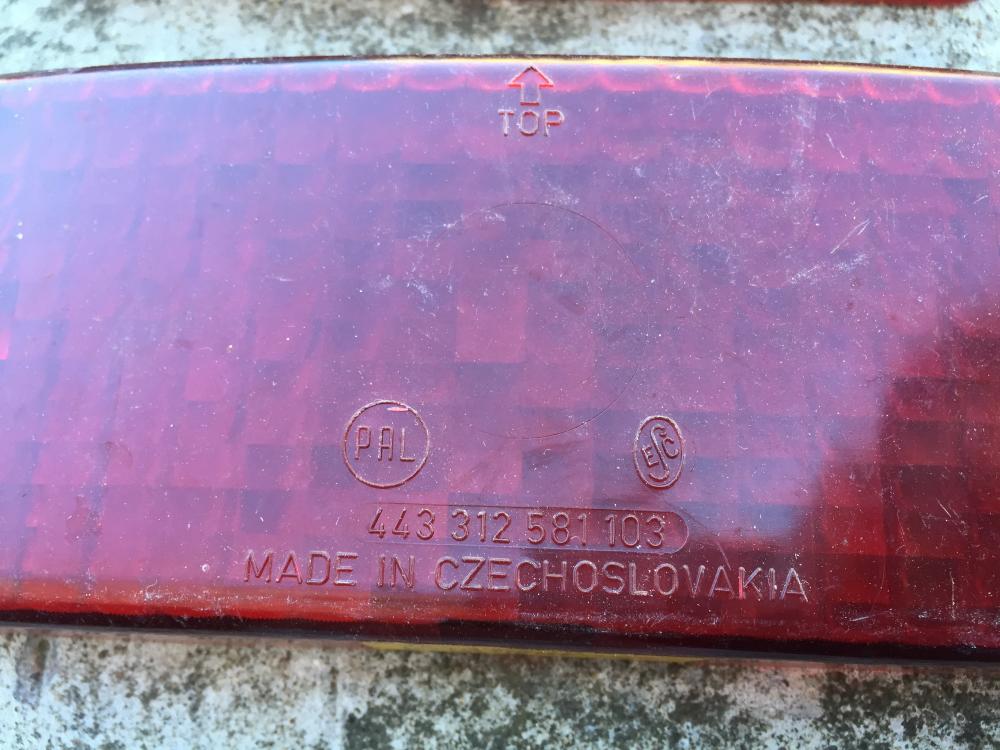 TOP
PAL
ESC
443 312 581 103
MADE IN CZECHOSLOVAKIA